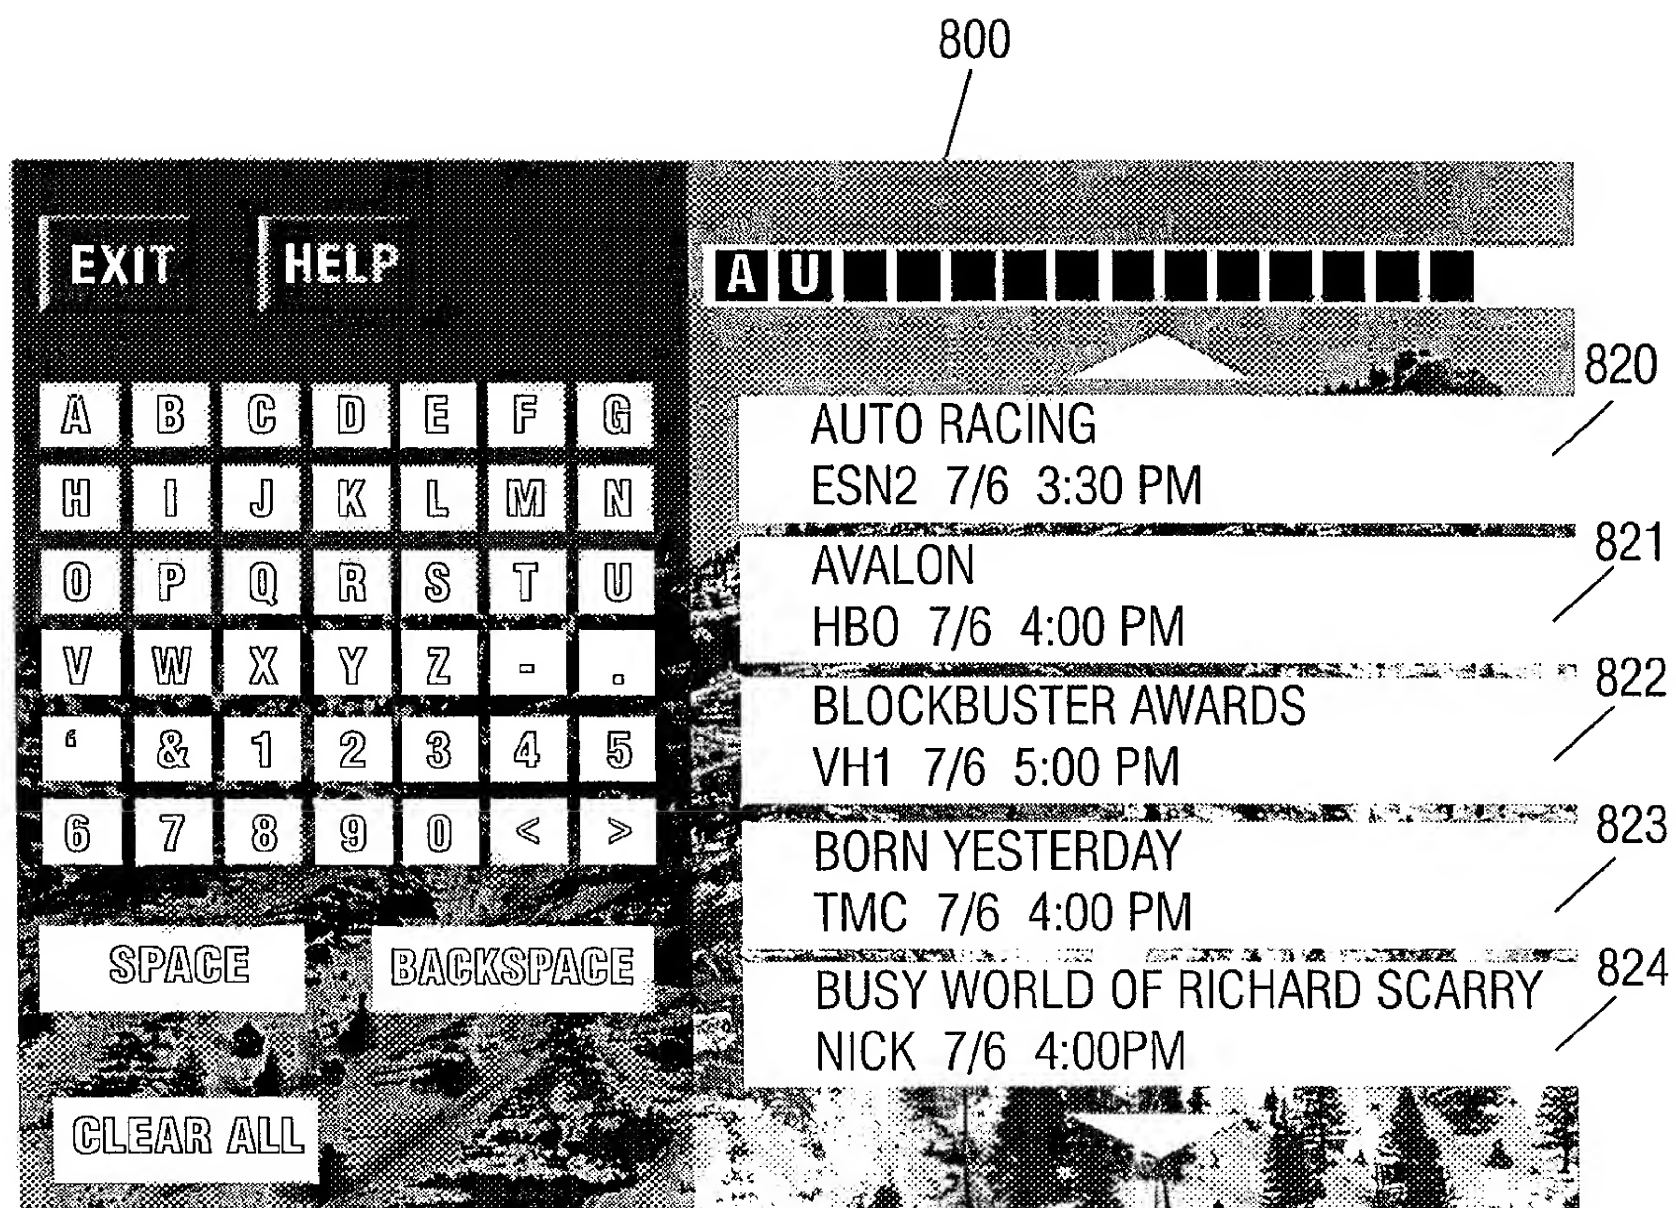 800
EXIT HELP
A U
A B C D E F G
H I J K L M N
O P Q R S T U
V W X Y Z - .
‘ & 1 2 3 4 5
6 7 8 9 0 < >
SPACE BACKSPACE
CLEAR ALL
820
AUTO RACING
ESN2 7/6 3:30 PM
821
AVALON
HBO 7/6 4:00 PM
822
BLOCKBUSTER AWARDS
VH1 7/6 5:00 PM
823
BORN YESTERDAY
TMC 7/6 4:00 PM
824
BUSY WORLD OF RICHARD SCARRY
NICK 7/6 4:00PM